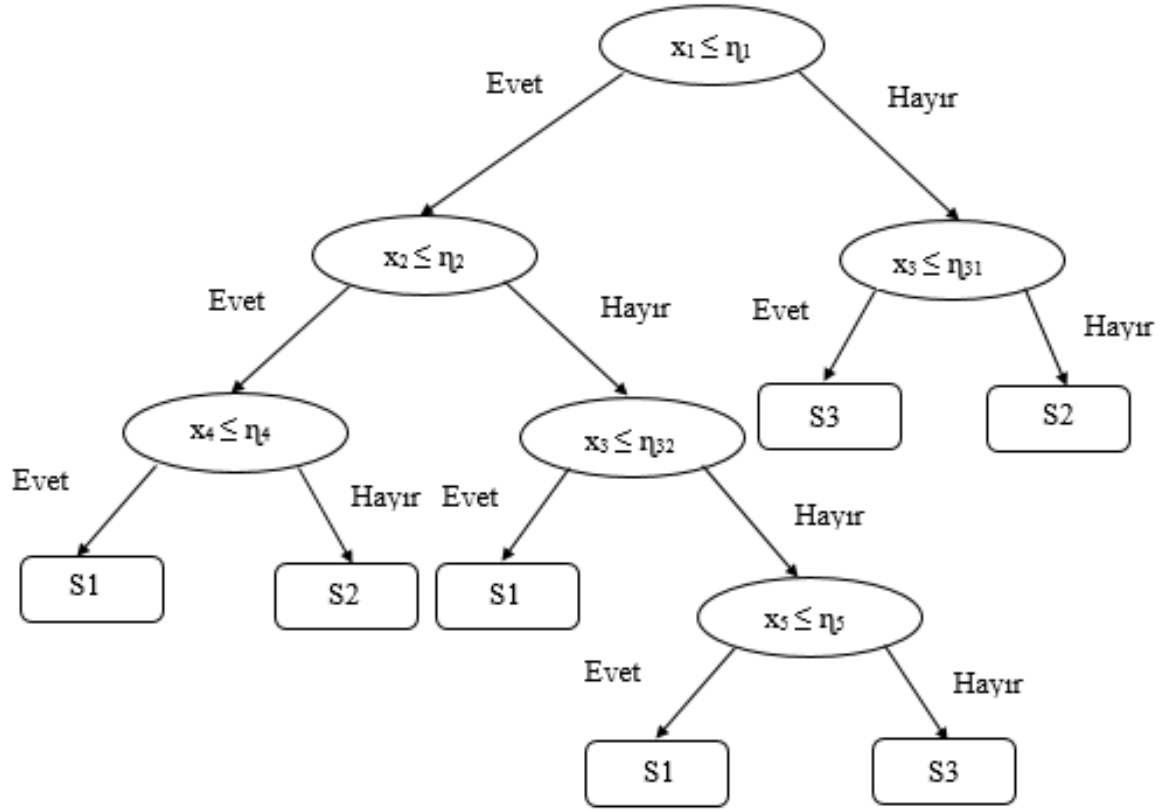 x₁ ≤ η₁
Evet
Hayır
x₂ ≤ η₂
x₃ ≤ η₃₁
Evet
Hayır
Evet
Hayır
x₄ ≤ η₄
x₃ ≤ η₃₂
S3
S2
Evet
Hayır
Evet
Hayır
S1
S2
S1
x₅ ≤ η₅
Evet
Hayır
S1
S3